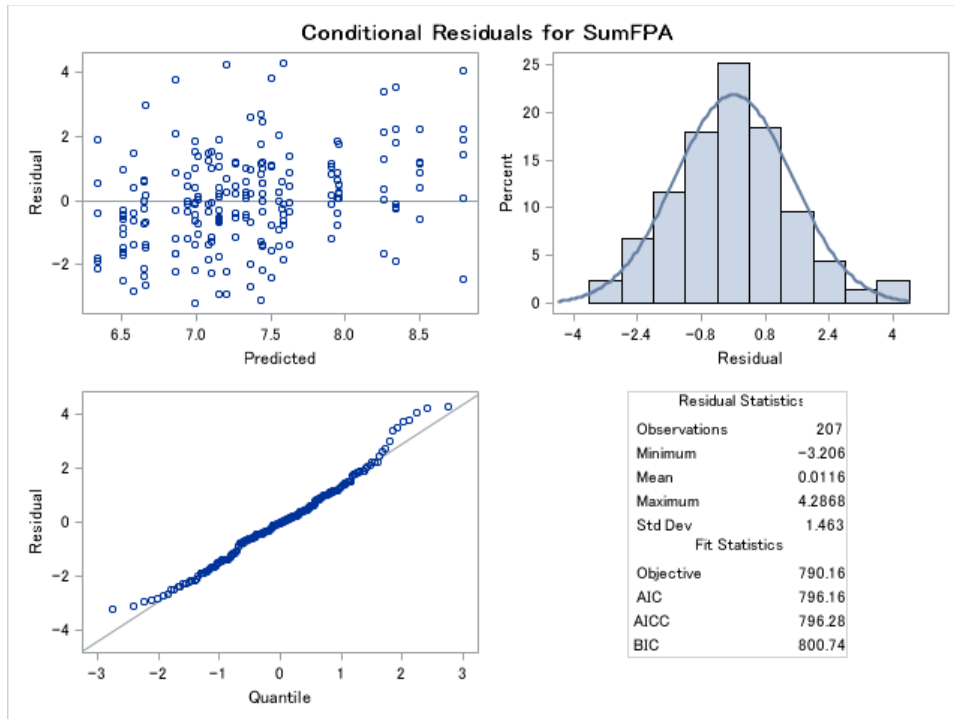 Conditional Residuals for SumFPA
4
2
0
−2
Residual
6.5 7.0 7.5 8.0 8.5
Predicted
25
20
15
10
5
0
Percent
−4 −2.4 −0.8 0.8 2.4 4
Residual
4
2
0
−2
−4
Residual
−3 −2 −1 0 1 2 3
Quantile
Residual Statistics
Observations 207
Minimum −3.206
Mean 0.0116
Maximum 4.2868
Std Dev 1.463
Fit Statistics
Objective 790.16
AIC 796.16
AICC 796.28
BIC 800.74